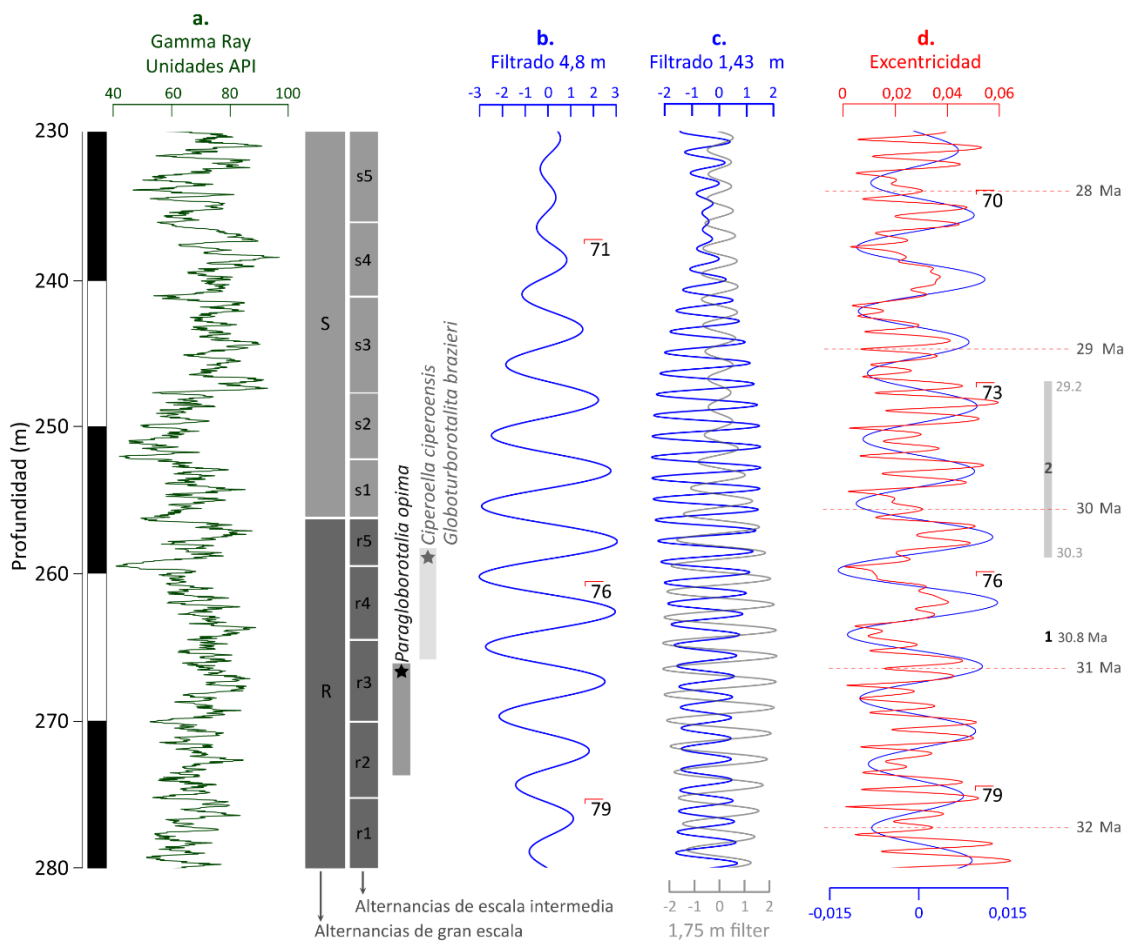 a.
Gamma Ray
Unidades API
40 60 80 100
b.
Filtrado 4,8 m
-3 -2 -1 0 1 2 3
c.
Filtrado 1,43 m
-2 -1 0 1 2
d.
Excentricidad
0 0,02 0,04 0,06
Profundidad (m)
230
240
250
260
270
280
S
R
s5
s4
s3
s2
s1
r5
r4
r3
r2
r1
Paragloborotalia opima
Ciperoella ciperoensis
Globoturborotalita brazieri
71
76
79
70
73
76
79
28 Ma
29 Ma
29.2
2
30 Ma
30.3
1 30.8 Ma
31 Ma
32 Ma
Alternancias de escala intermedia
Alternancias de gran escala
-2 -1 0 1 2
1,75 m filter
-0,015 0 0,015